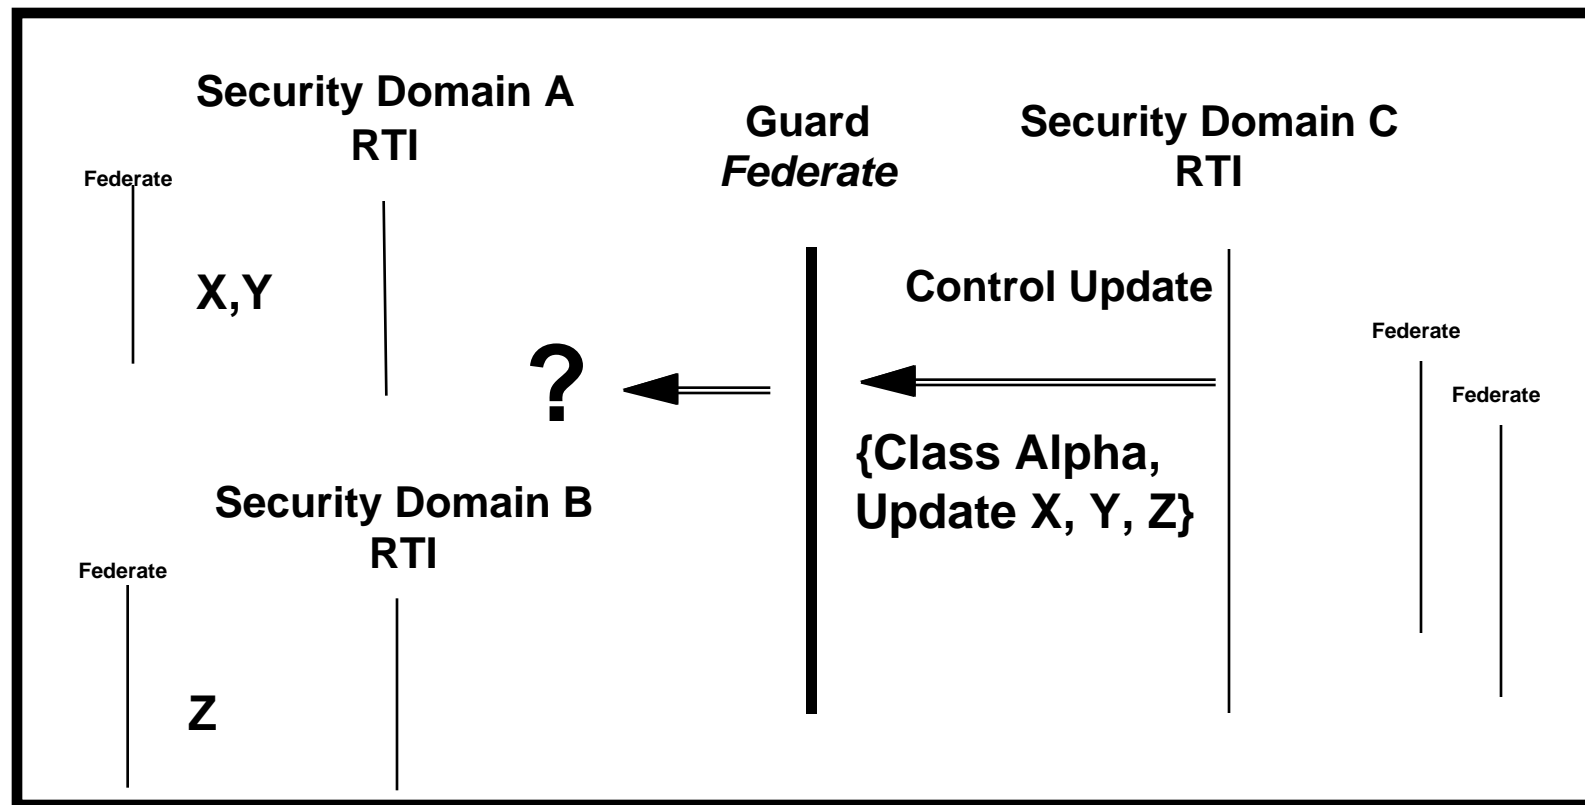 Security Domain A
RTI
Federate
X,Y
Guard
Federate
Security Domain C
RTI
Control Update
?
{Class Alpha,
Update X, Y, Z}
Federate
Federate
Security Domain B
RTI
Federate
Z